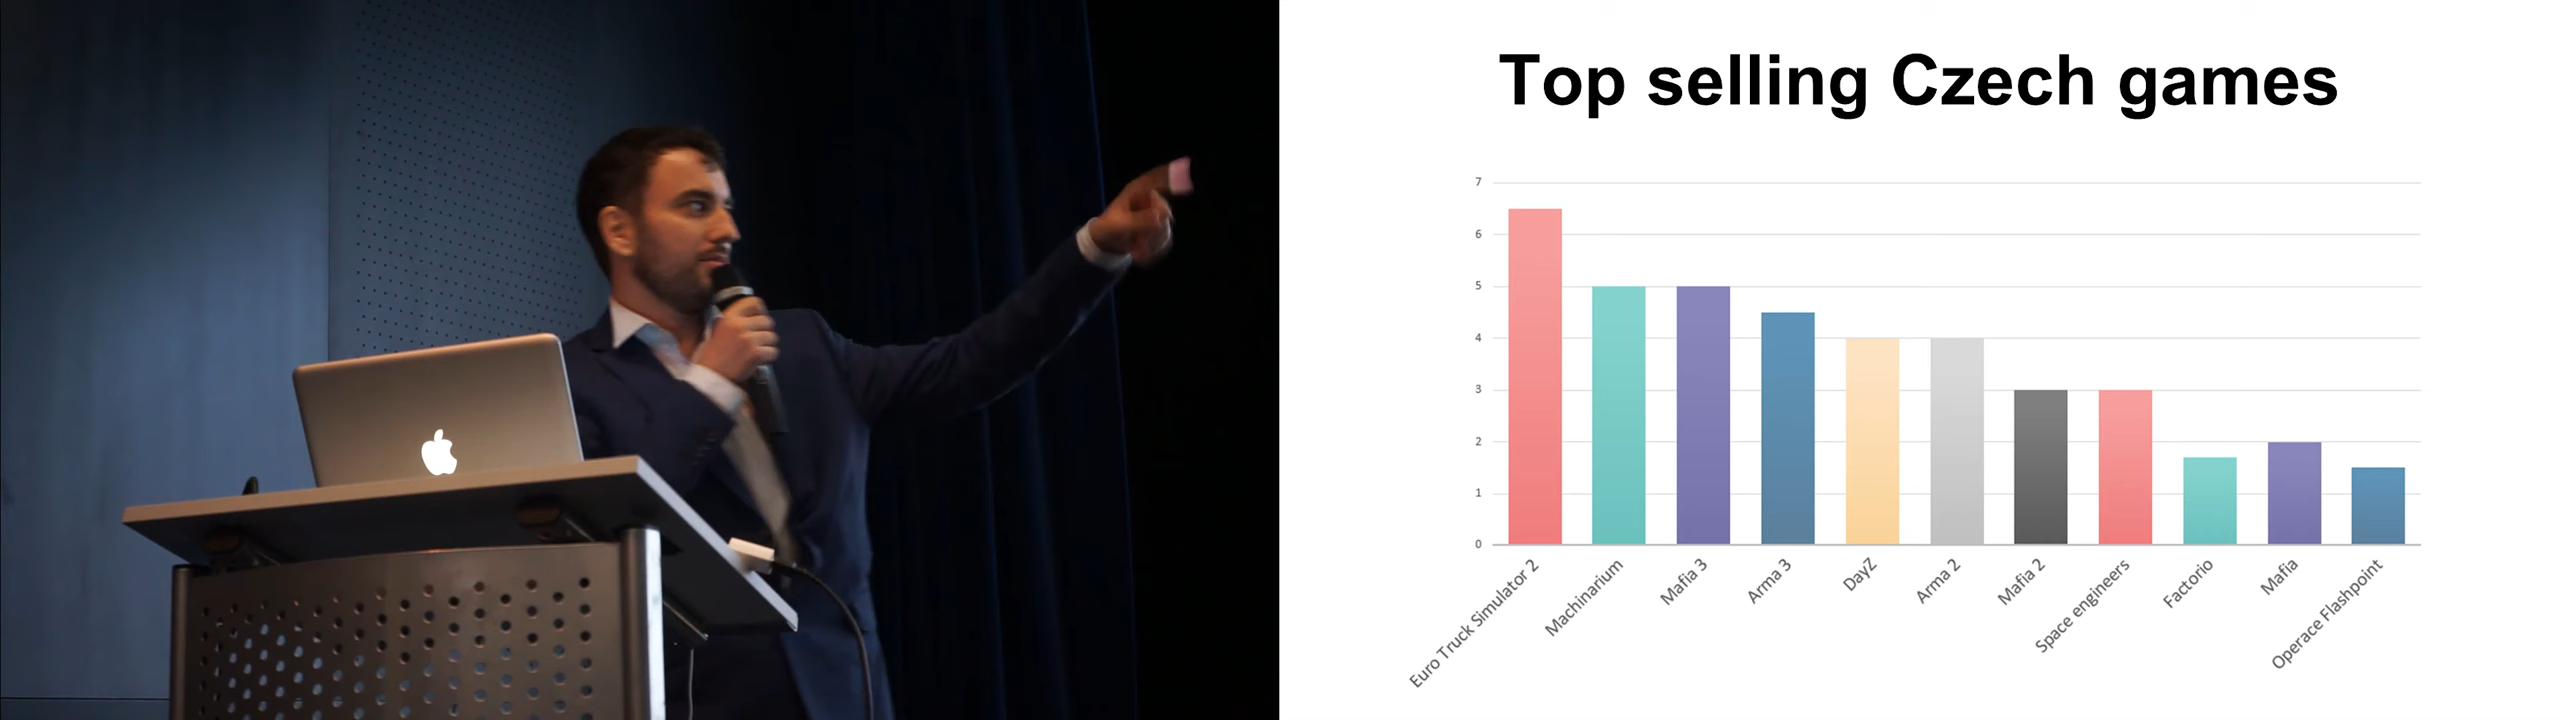 Top selling Czech games
7
6
5
4
3
2
1
0
Euro Truck Simulator 2
Machinarium
Mafia 3
Arma 3
DayZ
Arma 2
Mafia 2
Space engineers
Factorio
Mafia
Operace Flashpoint